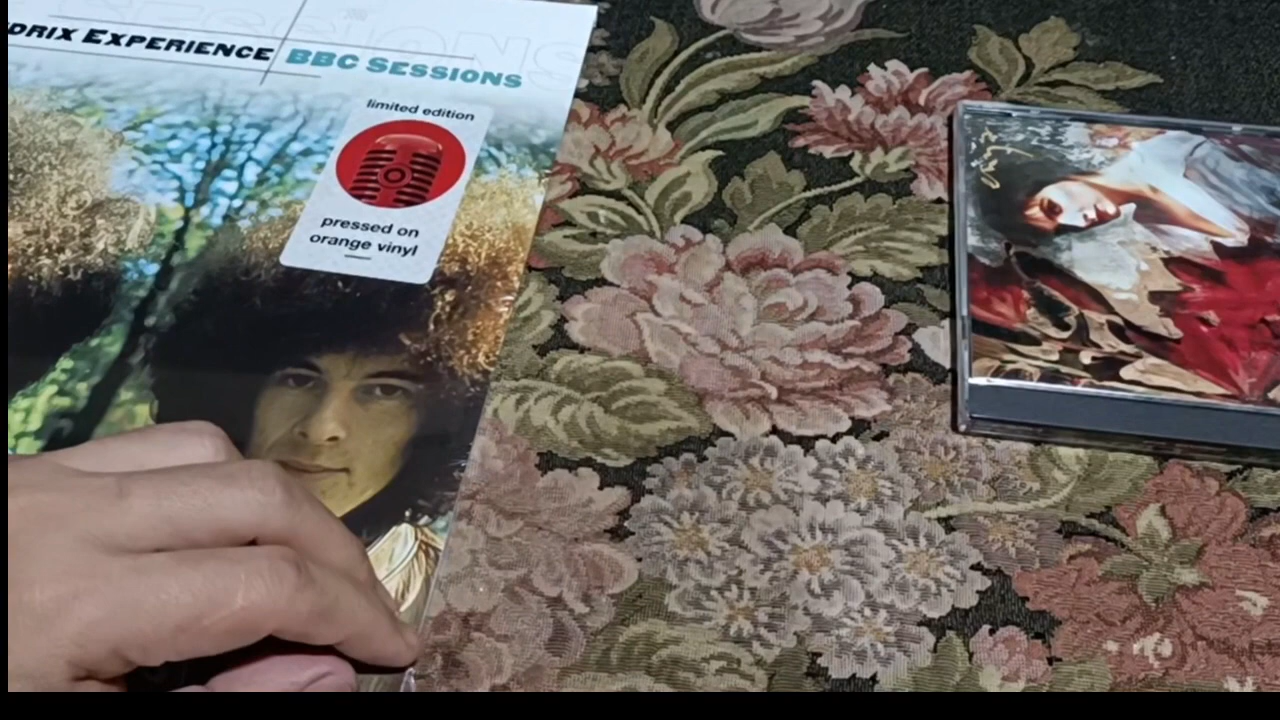 DRIX EXPERIENCE BBC SESSIONS
limited edition
pressed on
orange vinyl